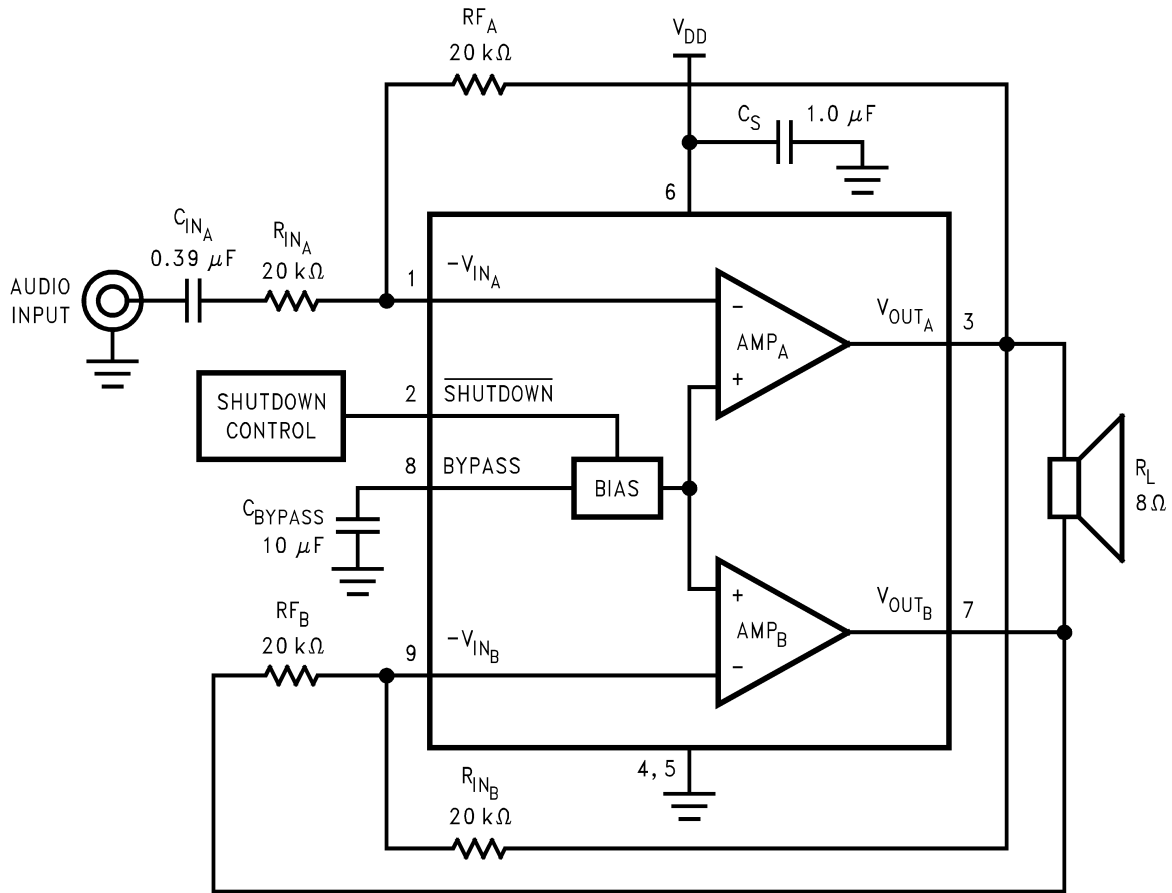 RF_A
20 kΩ
V_DD
C_S
1.0 μF
6
C_IN_A
0.39 μF
R_IN_A
20 kΩ
AUDIO
INPUT
1
-V_IN_A
-
AMP_A
+
V_OUT_A
3
SHUTDOWN
CONTROL
2
SHUTDOWN
8
BYPASS
BIAS
C_BYPASS
10 μF
R_L
8Ω
RF_B
20 kΩ
9
-V_IN_B
+
AMP_B
-
V_OUT_B
7
4, 5
R_IN_B
20 kΩ